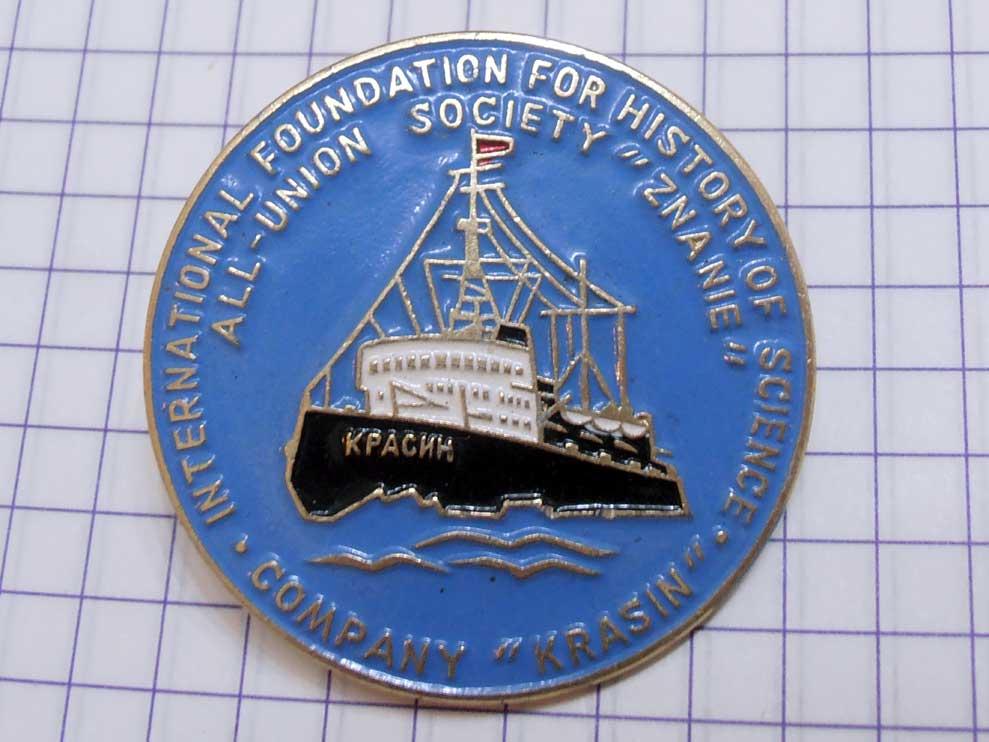 INTERNATIONAL FOUNDATION FOR HISTORY OF SCIENCE
ALL-UNION SOCIETY "ZNANIE"
КРАСИН
· COMPANY "KRASIN" ·